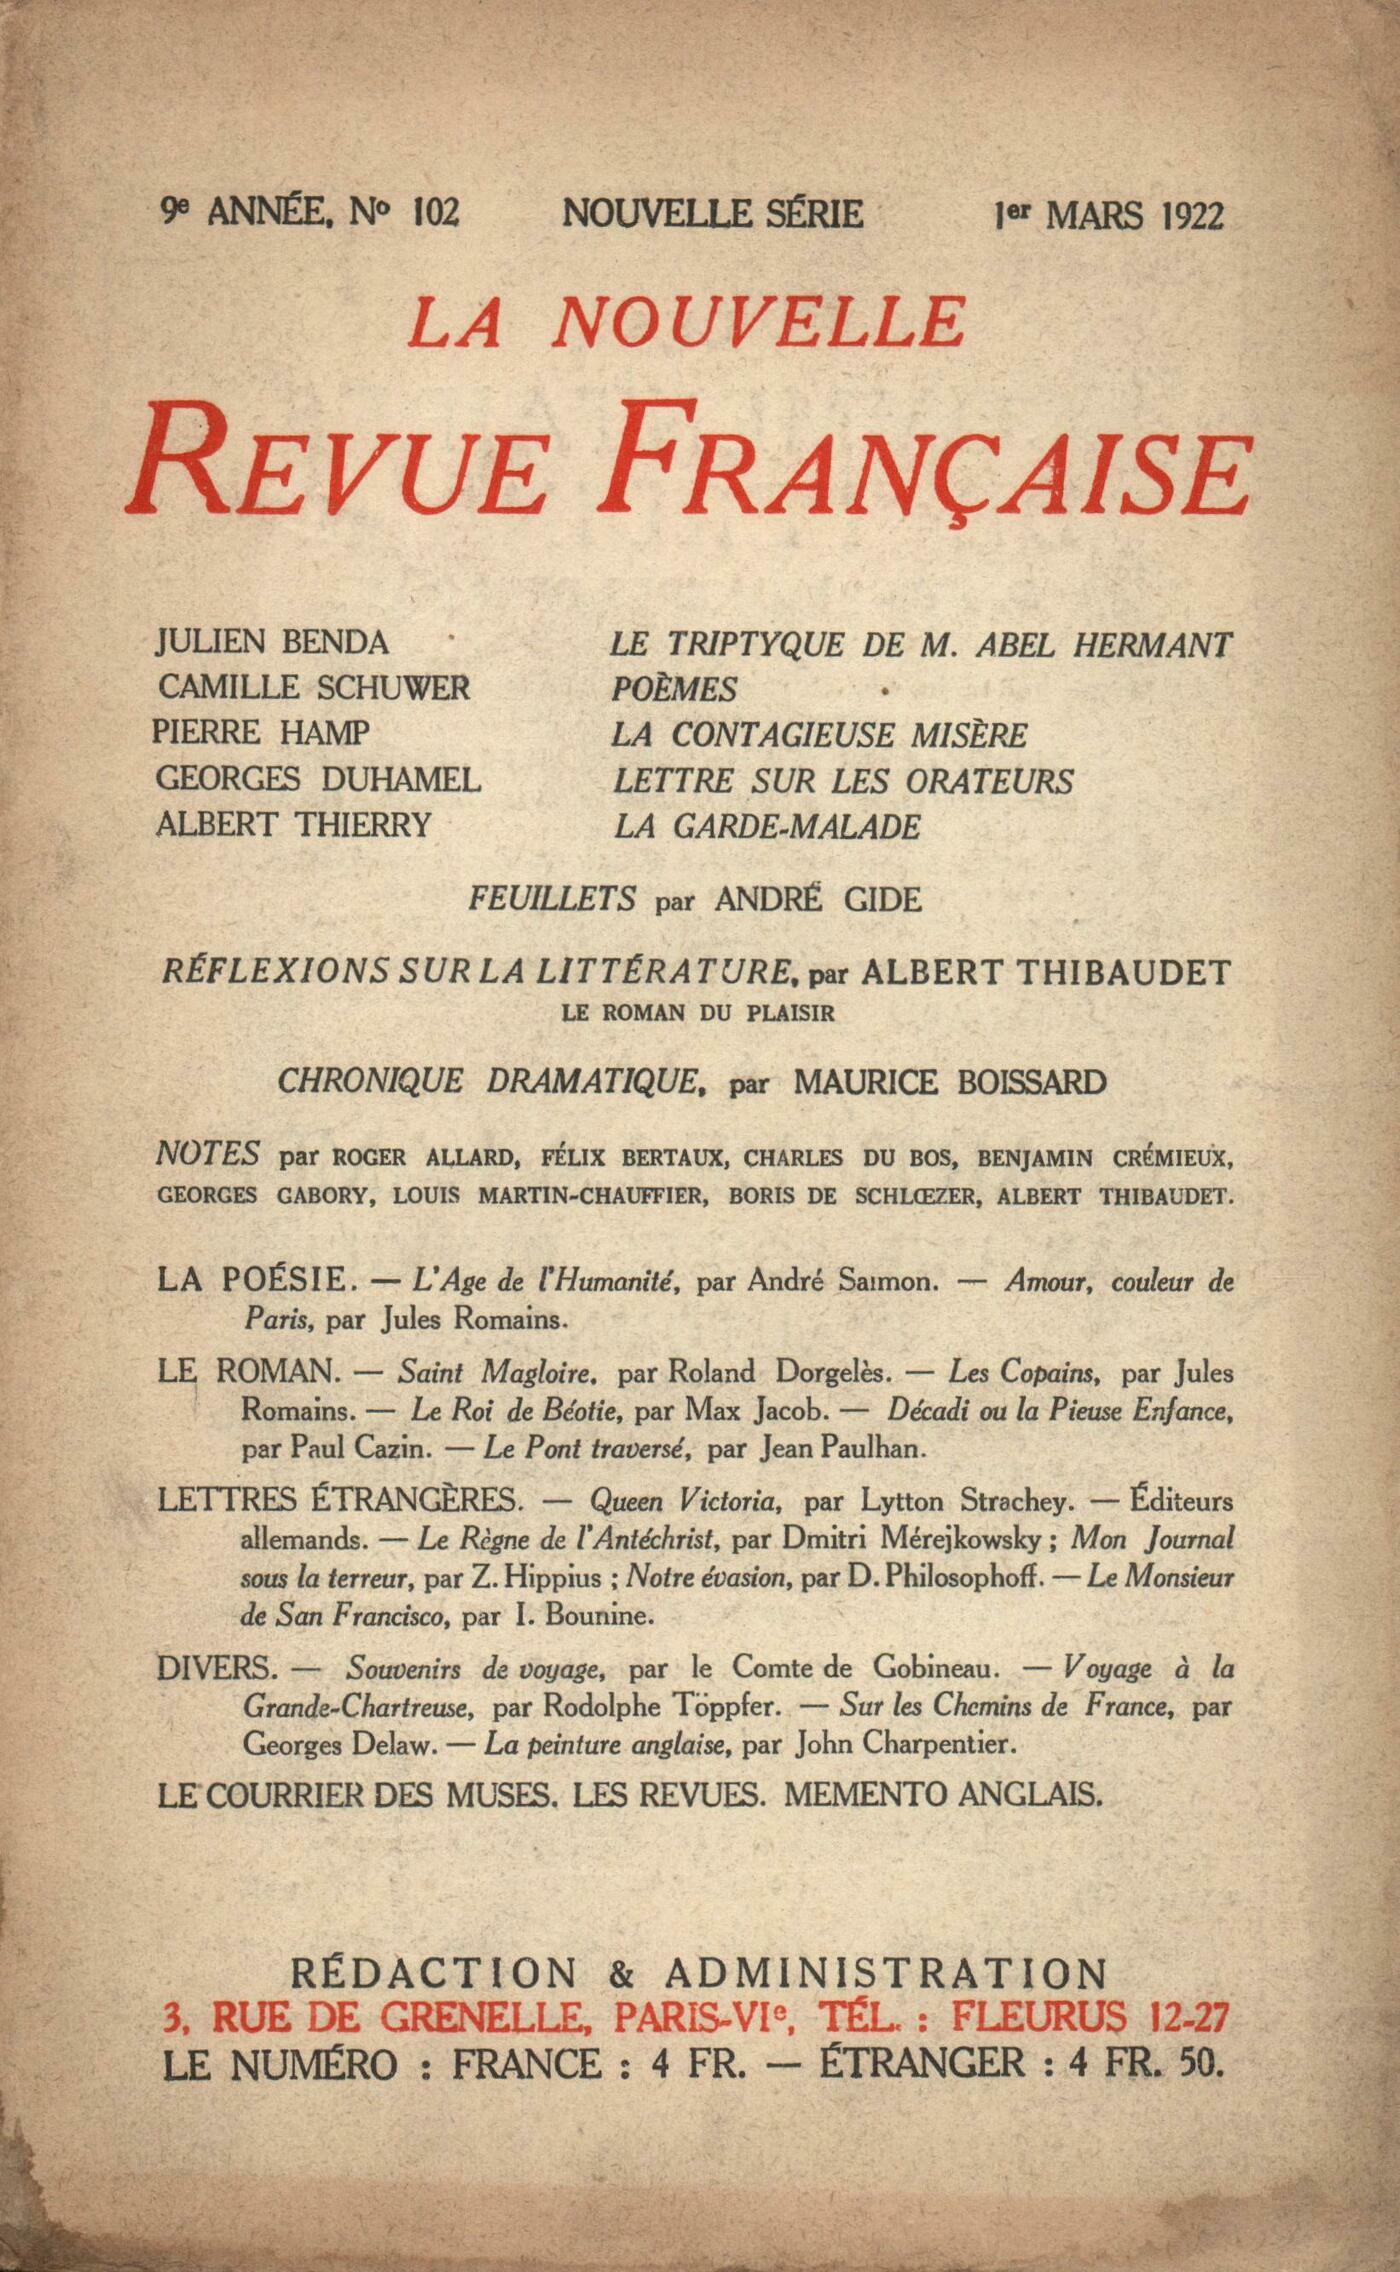 9e ANNÉE, No 102 NOUVELLE SÉRIE 1er MARS 1922
LA NOUVELLE
REVUE FRANÇAISE
JULIEN BENDA LE TRIPTYQUE DE M. ABEL HERMANT
CAMILLE SCHUWER POÈMES
PIERRE HAMP LA CONTAGIEUSE MISÈRE
GEORGES DUHAMEL LETTRE SUR LES ORATEURS
ALBERT THIERRY LA GARDE-MALADE
FEUILLETS par ANDRÉ GIDE
RÉFLEXIONS SUR LA LITTÉRATURE, par ALBERT THIBAUDET
LE ROMAN DU PLAISIR
CHRONIQUE DRAMATIQUE, par MAURICE BOISSARD
NOTES par ROGER ALLARD, FÉLIX BERTAUX, CHARLES DU BOS, BENJAMIN CRÉMIEUX,
GEORGES GABORY, LOUIS MARTIN-CHAUFFIER, BORIS DE SCHLŒZER, ALBERT THIBAUDET.
LA POÉSIE. — L'Age de l'Humanité, par André Salmon. — Amour, couleur de
Paris, par Jules Romains.
LE ROMAN. — Saint Magloire, par Roland Dorgelès. — Les Copains, par Jules
Romains. — Le Roi de Béotie, par Max Jacob. — Décadi ou la Pieuse Enfance,
par Paul Cazin. — Le Pont traversé, par Jean Paulhan.
LETTRES ÉTRANGÈRES. — Queen Victoria, par Lytton Strachey. — Éditeurs
allemands. — Le Règne de l'Antéchrist, par Dmitri Mérejkowsky ; Mon Journal
sous la terreur, par Z. Hippius ; Notre évasion, par D. Philosophoff. — Le Monsieur
de San Francisco, par I. Bounine.
DIVERS. — Souvenirs de voyage, par le Comte de Gobineau. — Voyage à la
Grande-Chartreuse, par Rodolphe Töppfer. — Sur les Chemins de France, par
Georges Delaw. — La peinture anglaise, par John Charpentier.
LE COURRIER DES MUSES. LES REVUES. MEMENTO ANGLAIS.
RÉDACTION & ADMINISTRATION
3, RUE DE GRENELLE, PARIS-VIe, TÉL. : FLEURUS 12-27
LE NUMÉRO : FRANCE : 4 FR. — ÉTRANGER : 4 FR. 50.